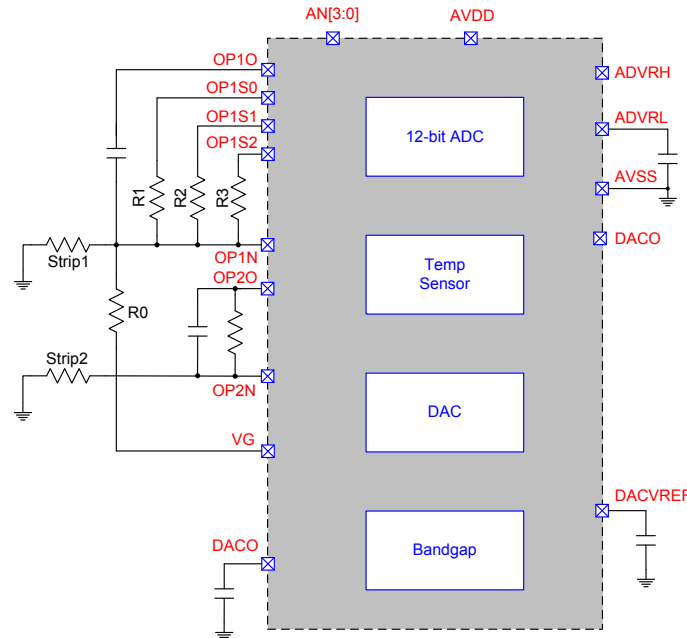 AN[3:0]
AVDD
OP1O
OP1S0
OP1S1
OP1S2
R1
R2
R3
Strip1
OP1N
OP2O
R0
Strip2
OP2N
VG
DACO
12-bit ADC
Temp
Sensor
DAC
Bandgap
ADVRH
ADVRL
AVSS
DACO
DACVREF